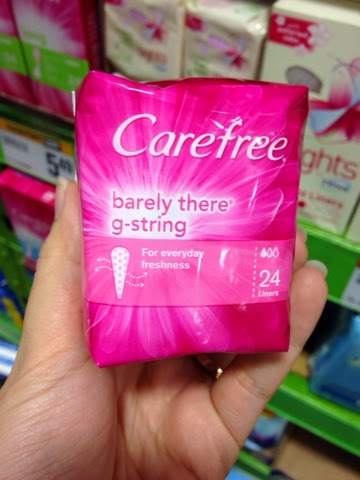 Carefree
barely there®
g-string
For everyday
freshness
24
Liners